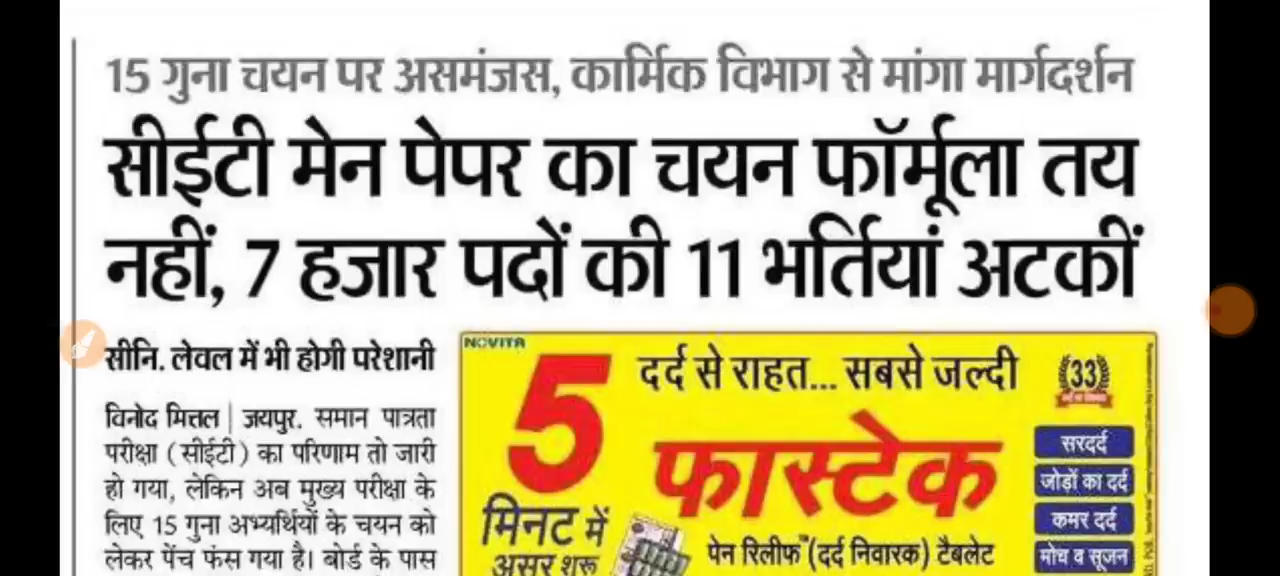 15 गुना चयन पर असमंजस, कार्मिक विभाग से मांगा मार्गदर्शन
सीईटी मेन पेपर का चयन फॉर्मूला तय
नहीं, 7 हजार पदों की 11 भर्तियां अटकीं
सीनि. लेवल में भी होगी परेशानी
विनोद मित्तल | जयपुर. समान पात्रता
परीक्षा (सीईटी) का परिणाम तो जारी
हो गया, लेकिन अब मुख्य परीक्षा के
लिए 15 गुना अभ्यर्थियों के चयन को
लेकर पेंच फंस गया है। बोर्ड के पास
NOVITA
5
मिनट में
असर शुरू
दर्द से राहत... सबसे जल्दी
फास्टेक
पेन रिलीफ (दर्द निवारक) टैबलेट
33
सरदर्द
जोड़ों का दर्द
कमर दर्द
मोच व सूजन